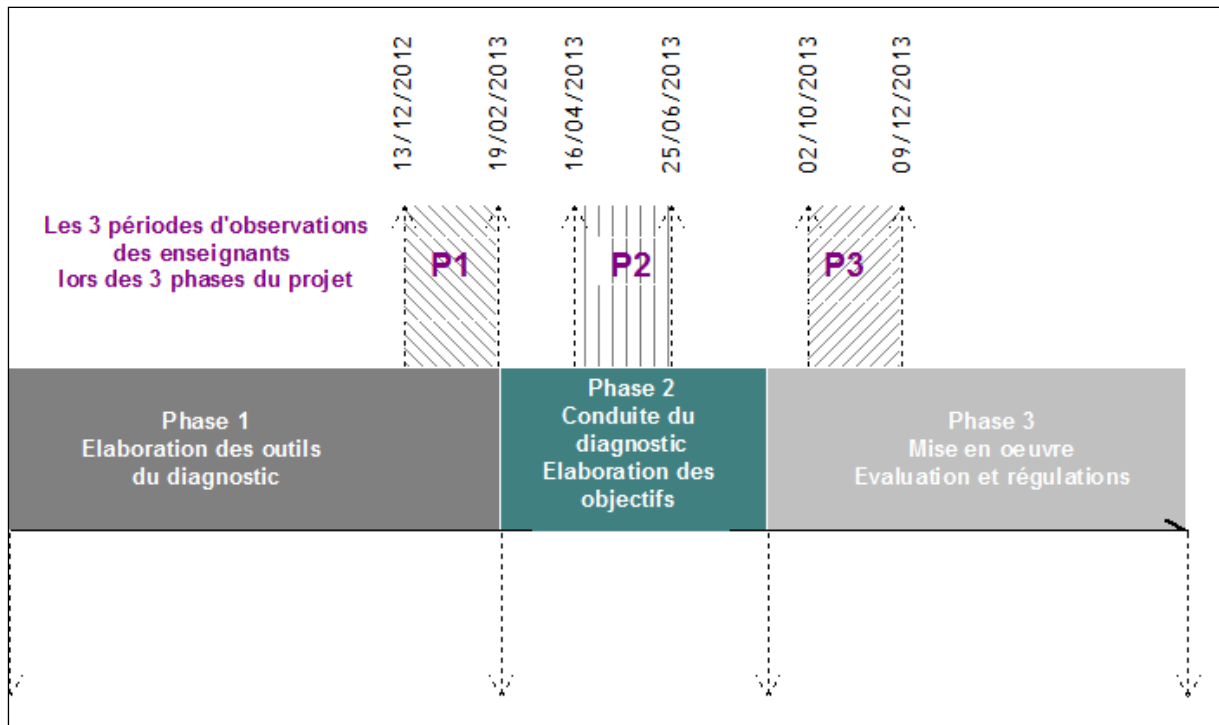 13/12/2012
19/02/2013
16/04/2013
25/06/2013
02/10/2013
09/12/2013
Les 3 périodes d'observations
des enseignants
lors des 3 phases du projet
P1
P2
P3
Phase 1
Elaboration des outils
du diagnostic
Phase 2
Conduite du
diagnostic
Elaboration des
objectifs
Phase 3
Mise en oeuvre
Evaluation et régulations